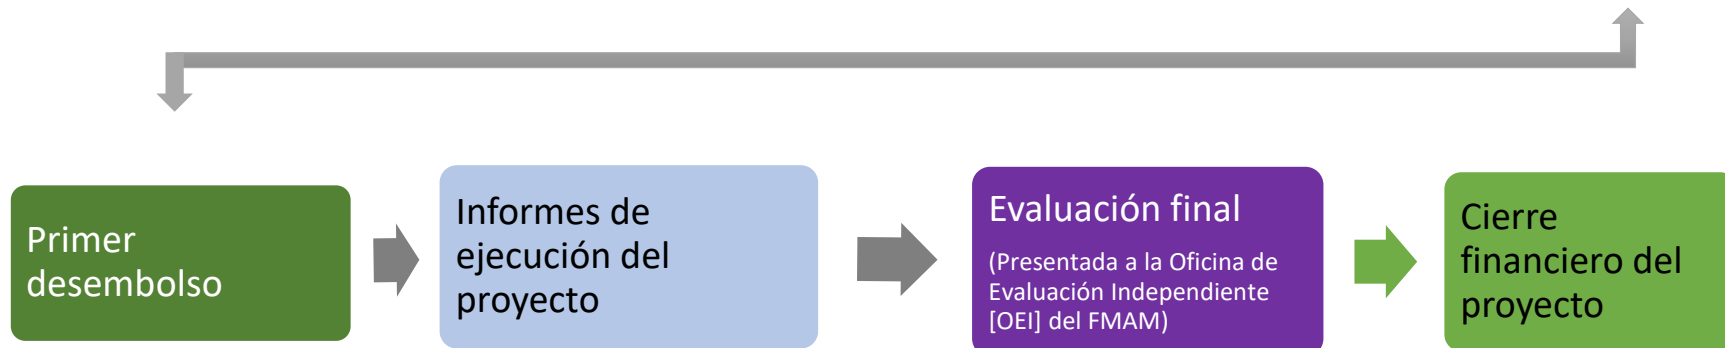 Primer
desembolso
Informes de
ejecución del
proyecto
Evaluación final
(Presentada a la Oficina de
Evaluación Independiente
[OEI] del FMAM)
Cierre
financiero del
proyecto